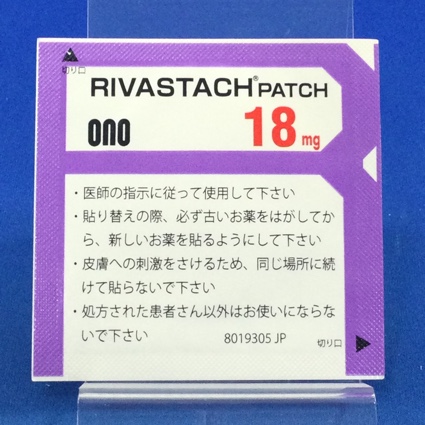 切り口
RIVASTACH® PATCH
ono 18 mg
・医師の指示に従って使用して下さい
・貼り替えの際、必ず古いお薬をはがしてか
ら、新しいお薬を貼るようにして下さい
・皮膚への刺激をさけるため、同じ場所に続
けて貼らないで下さい
・処方された患者さん以外はお使いにならな
いで下さい
8019305 JP
切り口